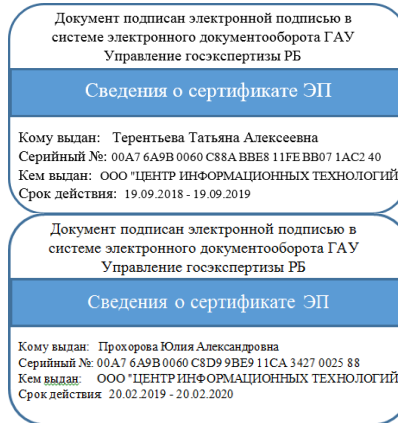 Документ подписан электронной подписью в
системе электронного документооборота ГАУ
Управление госэкспертизы РБ
Сведения о сертификате ЭП
Кому выдан: Терентьева Татьяна Алексеевна
Серийный №: 00A7 6A9B 0060 C88A BBE8 11FE BB07 1AC2 40
Кем выдан: ООО "ЦЕНТР ИНФОРМАЦИОННЫХ ТЕХНОЛОГИЙ
Срок действия: 19.09.2018 - 19.09.2019
Документ подписан электронной подписью в
системе электронного документооборота ГАУ
Управление госэкспертизы РБ
Сведения о сертификате ЭП
Кому выдан: Прохорова Юлия Александровна
Серийный №: 00A7 6A9B 0060 C8D9 9BE9 11CA 3427 0025 88
Кем выдан: ООО "ЦЕНТР ИНФОРМАЦИОННЫХ ТЕХНОЛОГИЙ
Срок действия 20.02.2019 - 20.02.2020